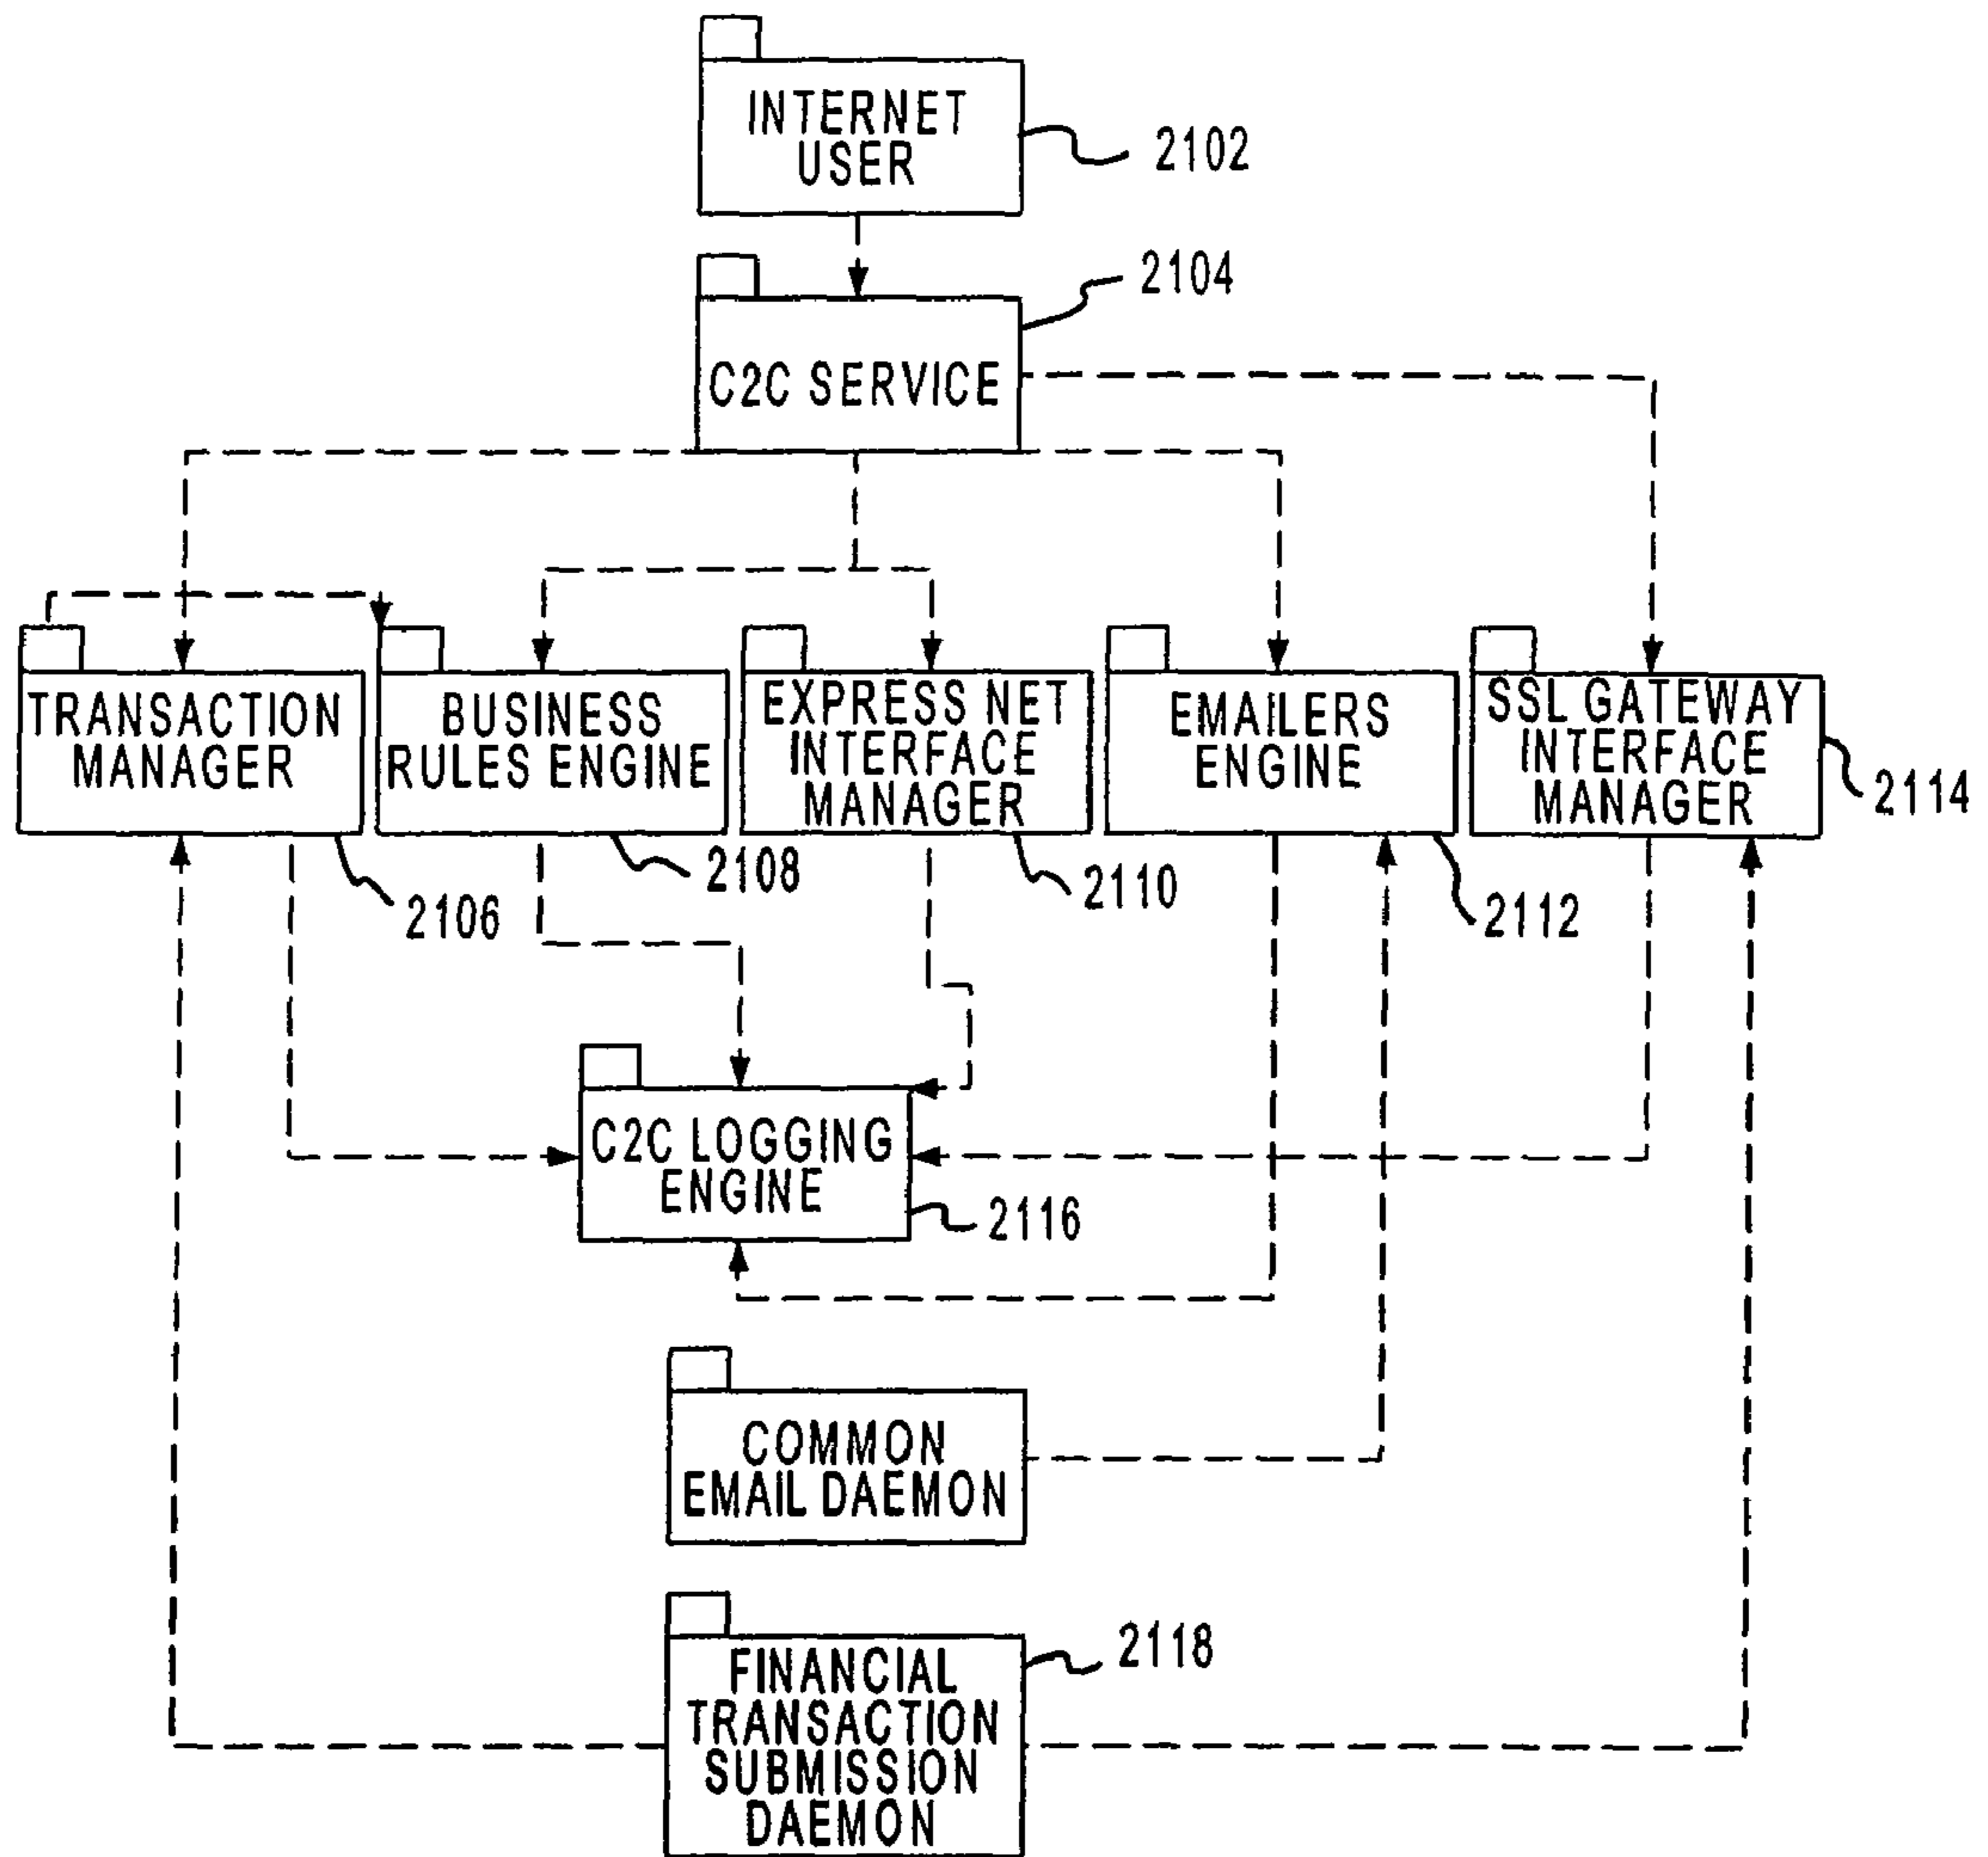 INTERNET
USER
2102
2104
C2C SERVICE
TRANSACTION
MANAGER
BUSINESS
RULES ENGINE
EXPRESS NET
INTERFACE
MANAGER
EMAILERS
ENGINE
SSL GATEWAY
INTERFACE
MANAGER
2114
2108
2110
2106
2112
C2C LOGGING
ENGINE
2116
COMMON
EMAIL DAEMON
2118
FINANCIAL
TRANSACTION
SUBMISSION
DAEMON